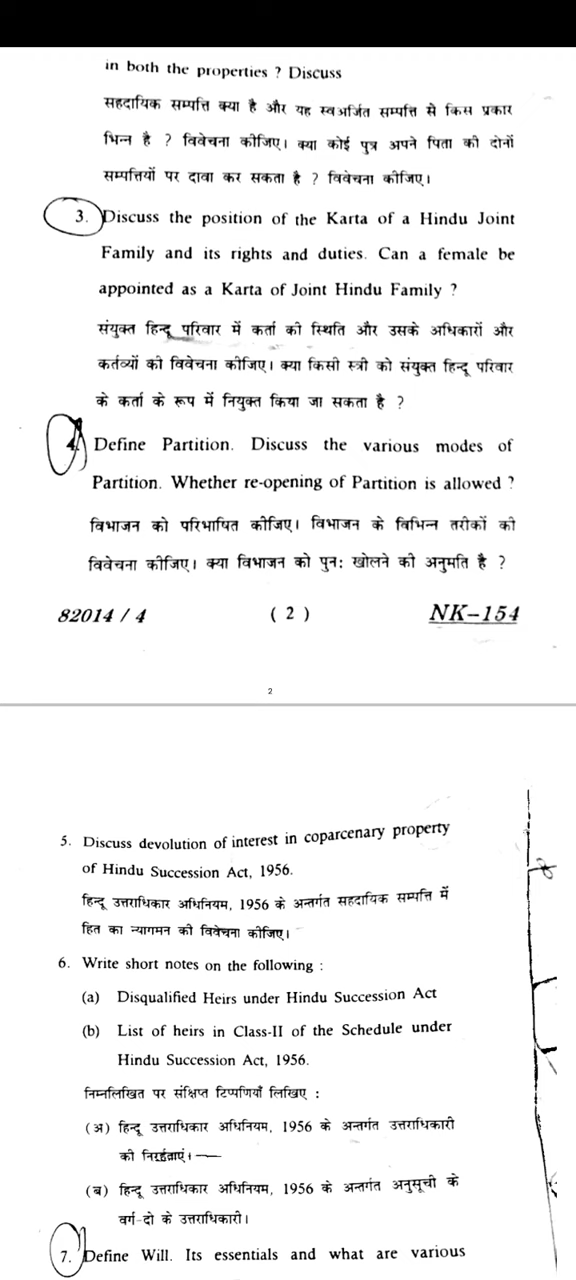 in both the properties ? Discuss
सहदायिक सम्पत्ति क्या है और यह स्वअर्जित सम्पत्ति से किस प्रकार
भिन्न है ? विवेचना कीजिए। क्या कोई पुत्र अपने पिता की दोनों
सम्पत्तियों पर दावा कर सकता है ? विवेचना कीजिए।
3. Discuss the position of the Karta of a Hindu Joint
Family and its rights and duties. Can a female be
appointed as a Karta of Joint Hindu Family ?
संयुक्त हिन्दू परिवार में कर्ता की स्थिति और उसके अधिकारों और
कर्तव्यों की विवेचना कीजिए। क्या किसी स्त्री को संयुक्त हिन्दू परिवार
के कर्ता के रूप में नियुक्त किया जा सकता है ?
4. Define Partition. Discuss the various modes of
Partition. Whether re-opening of Partition is allowed ?
विभाजन को परिभाषित कीजिए। विभाजन के विभिन्न तरीकों की
विवेचना कीजिए। क्या विभाजन को पुन: खोलने की अनुमति है ?
82014 / 4 ( 2 ) NK-154
2
5. Discuss devolution of interest in coparcenary property
of Hindu Succession Act, 1956.
हिन्दू उत्तराधिकार अधिनियम, 1956 के अन्तर्गत सहदायिक सम्पत्ति में
हित का न्यागमन की विवेचना कीजिए।
6. Write short notes on the following :
(a) Disqualified Heirs under Hindu Succession Act
(b) List of heirs in Class-II of the Schedule under
Hindu Succession Act, 1956.
निम्नलिखित पर संक्षिप्त टिप्पणियाँ लिखिए :
(अ) हिन्दू उत्तराधिकार अधिनियम, 1956 के अन्तर्गत उत्तराधिकारी
की निरर्हताएं।
(ब) हिन्दू उत्तराधिकार अधिनियम, 1956 के अन्तर्गत अनुसूची के
वर्ग-दो के उत्तराधिकारी।
7. Define Will. Its essentials and what are various